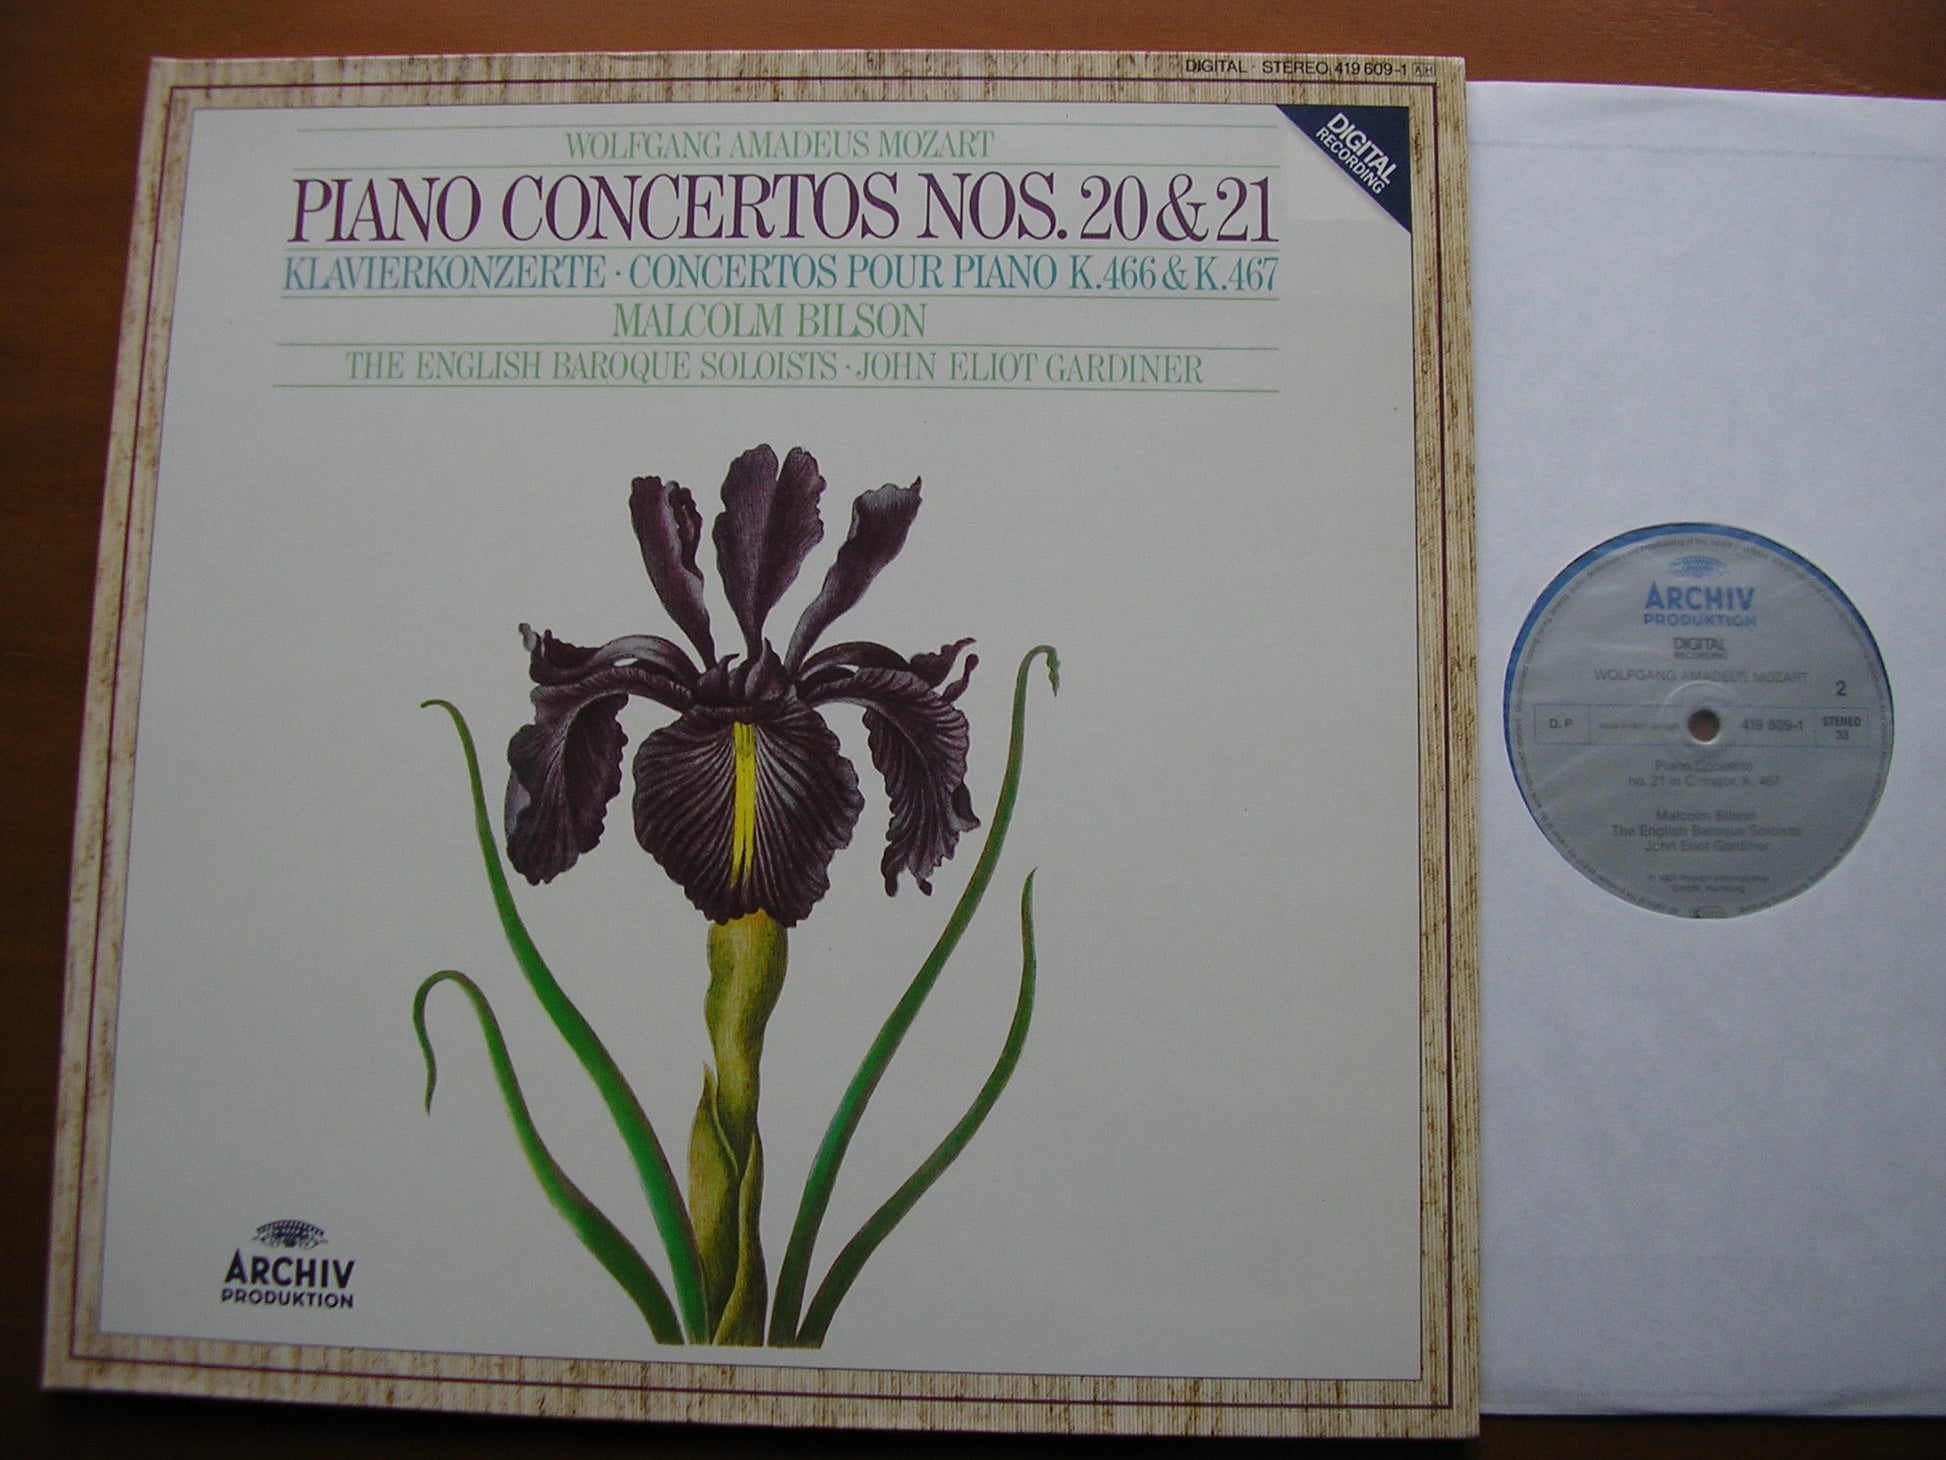 DIGITAL · STEREO 419 609-1 AH
DIGITAL
RECORDING
WOLFGANG AMADEUS MOZART
PIANO CONCERTOS NOS. 20 & 21
KLAVIERKONZERTE · CONCERTOS POUR PIANO K.466 & K.467
MALCOLM BILSON
THE ENGLISH BAROQUE SOLOISTS · JOHN ELIOT GARDINER
ARCHIV
PRODUKTION
ARCHIV
PRODUKTION
DIGITAL
RECORDING
WOLFGANG AMADEUS MOZART
2
D. P.
419 609-1
STEREO
33
Piano Concerto
no. 21 in C major, K. 467
Malcolm Bilson
The English Baroque Soloists
John Eliot Gardiner